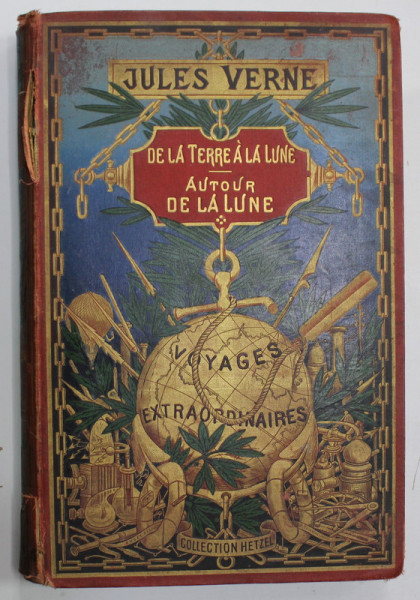 JULES VERNE
DE LA TERRE À LA LUNE
AUTOUR
DE LA LUNE
VOYAGES
EXTRAORDINAIRES
COLLECTION HETZEL